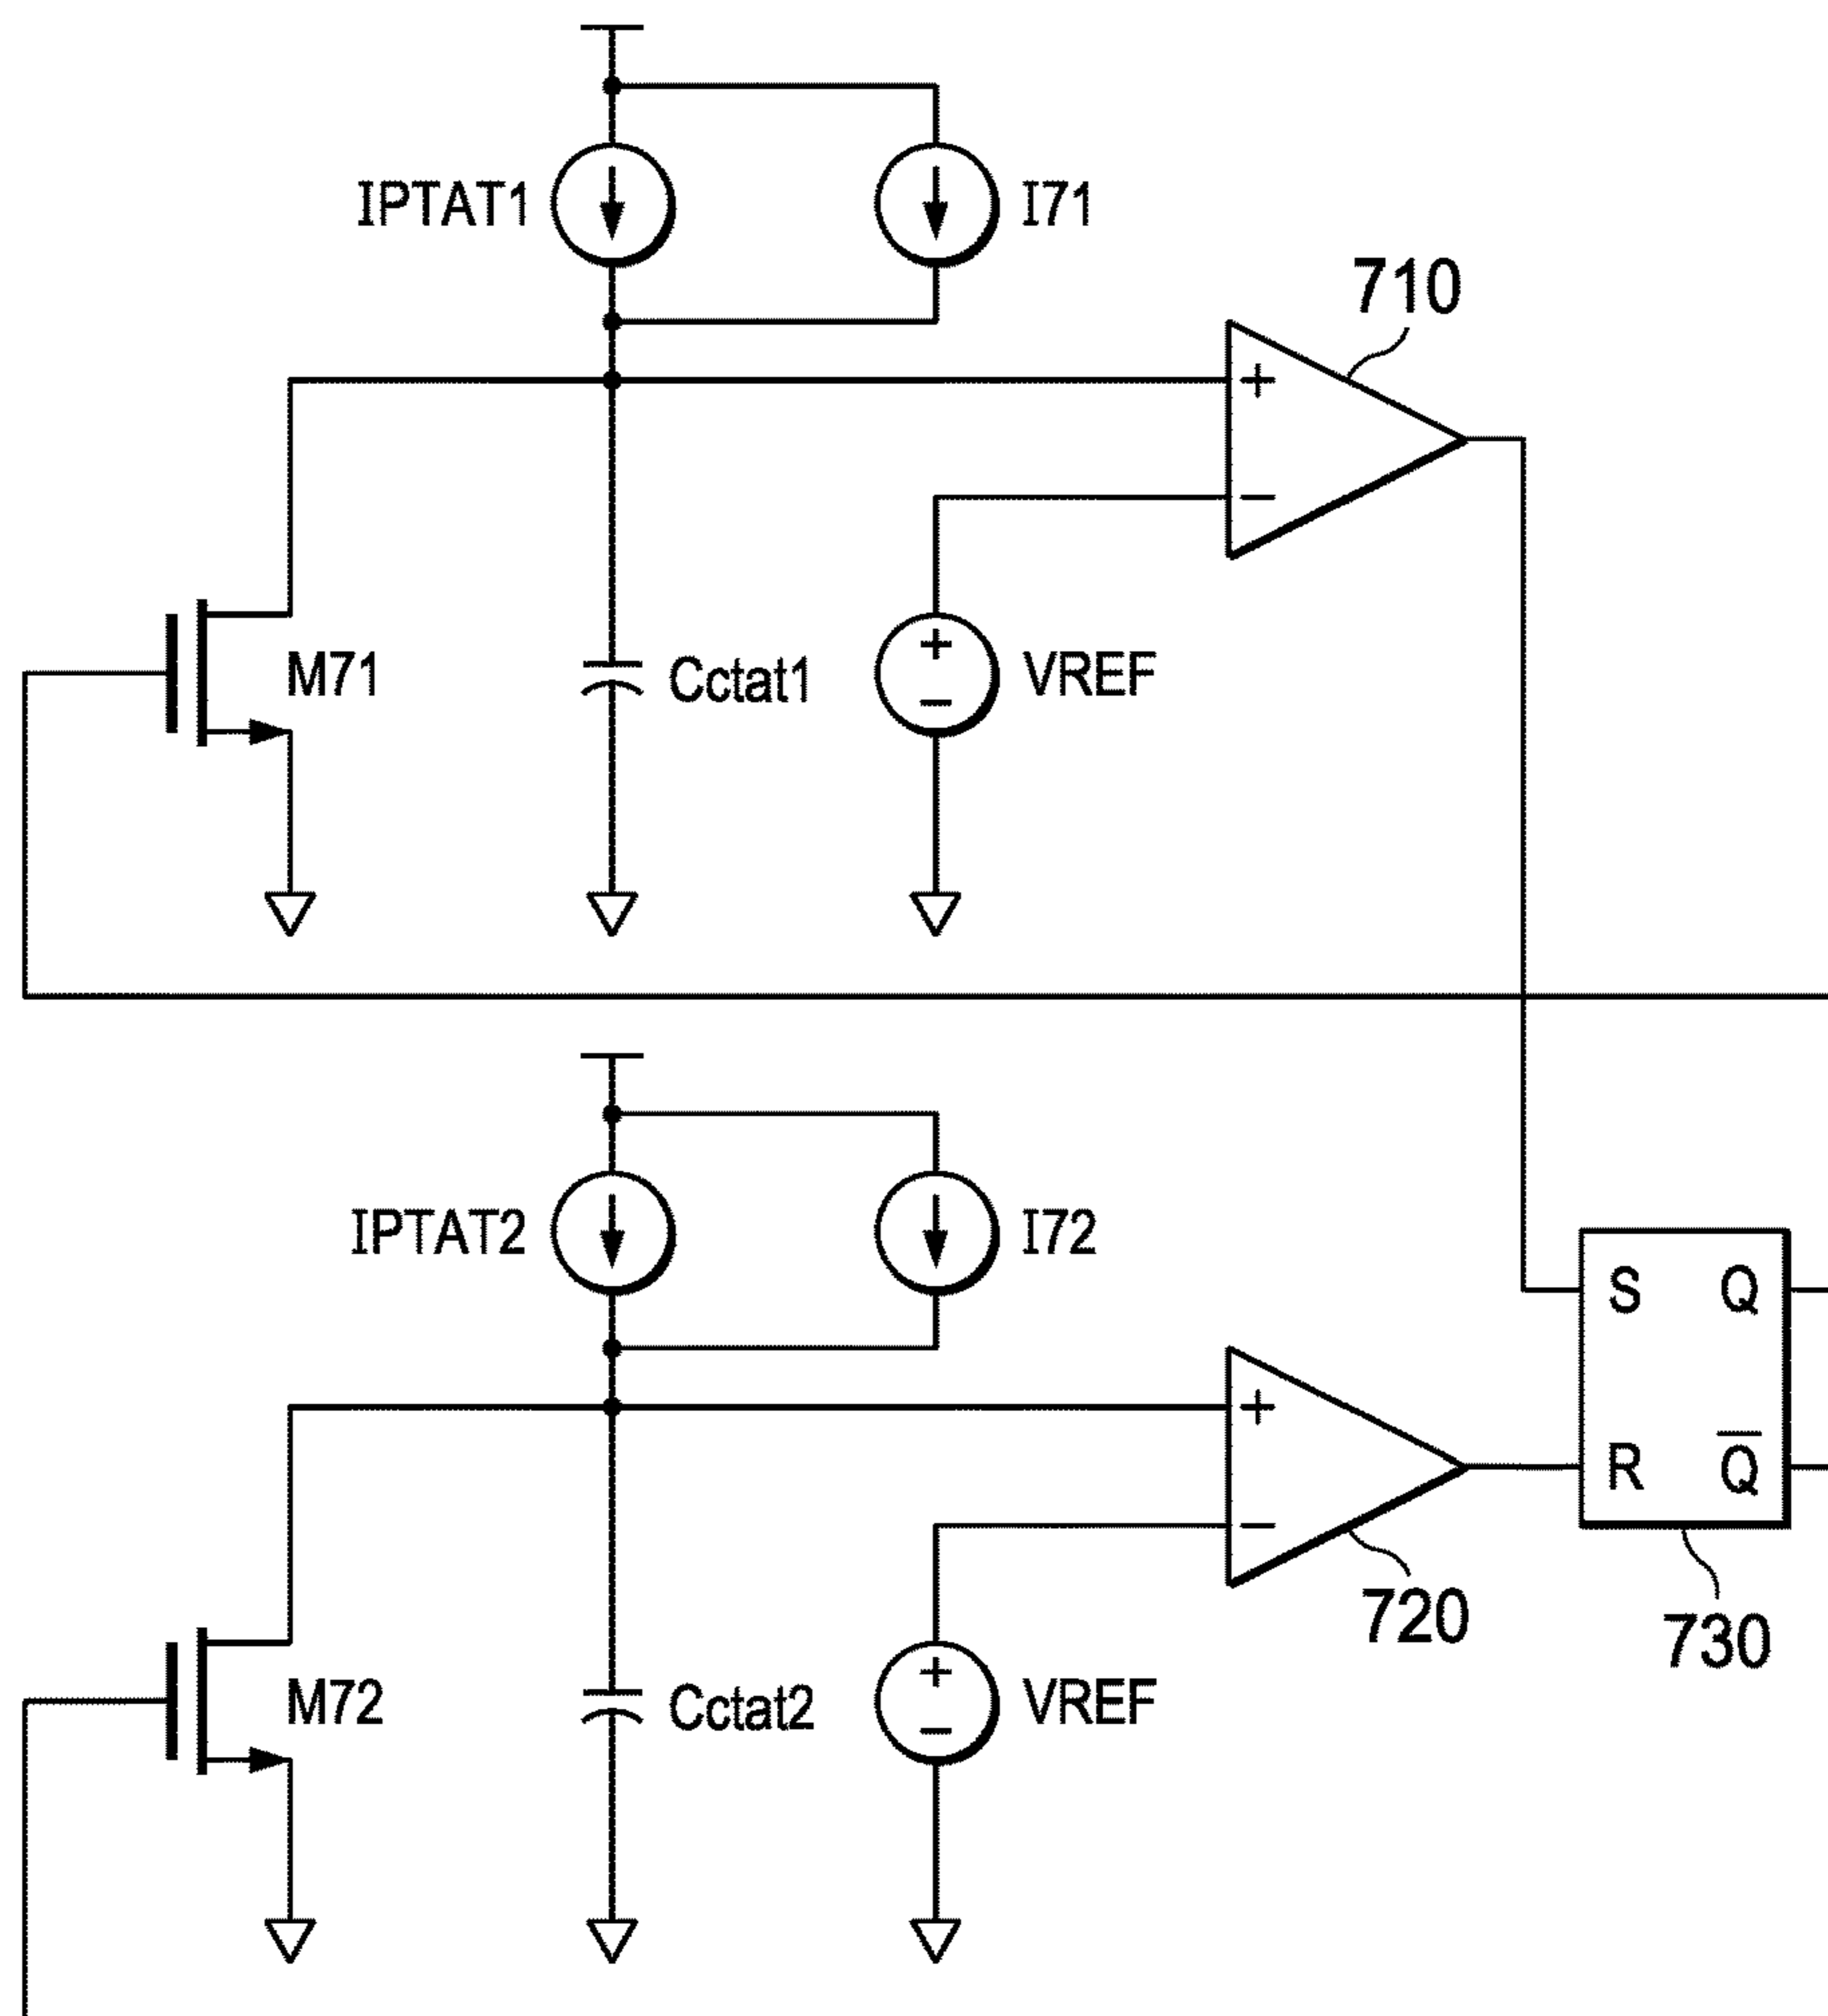 IPTAT1
I71
710
+
−
M71
Cctat1
+
−
VREF
IPTAT2
I72
S
Q
+
−
R
Q̅
720
730
M72
Cctat2
+
−
VREF